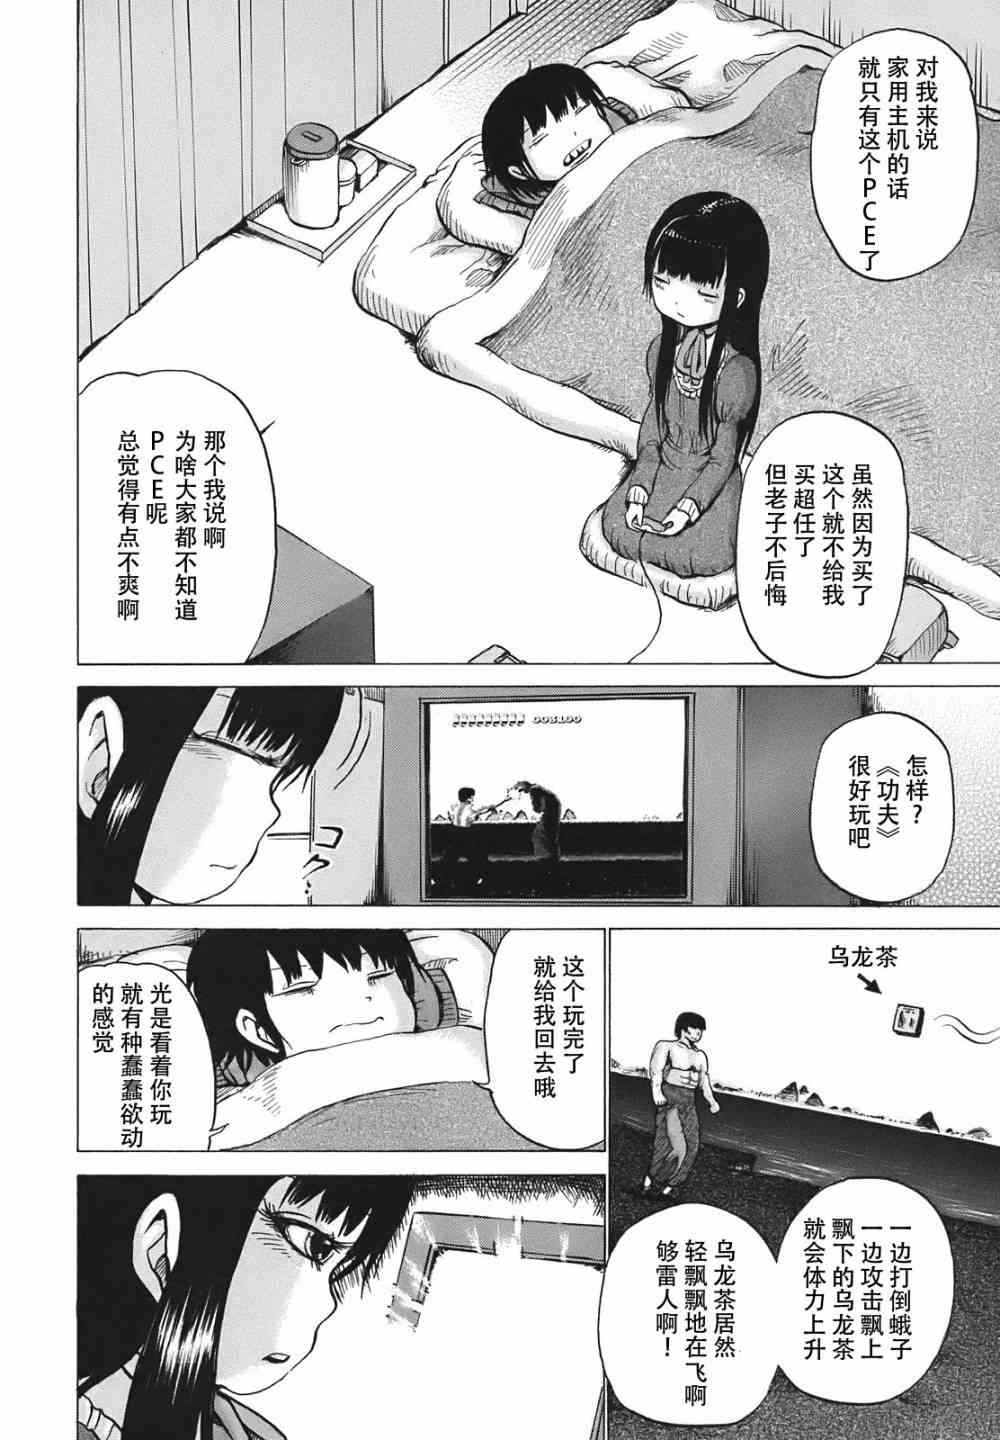 对我来说
家用主机的话
就只有这个PCE了
虽然因为买了
这个就不给我
买超任了
但老子不后悔
那个我说啊
为啥大家都不知道
PCE呢
总觉得有点不爽啊
怎样？
《功夫》
很好玩吧
003100
コクッ
乌龙茶
一边打倒蛾子
一边攻击飘上
飘下的乌龙茶
就会体力上升
乌龙茶居然
轻飘飘地在飞啊
够雷人啊！
这个玩完了
就给我回去哦
光是看着你玩
就有种蠢蠢欲动
的感觉